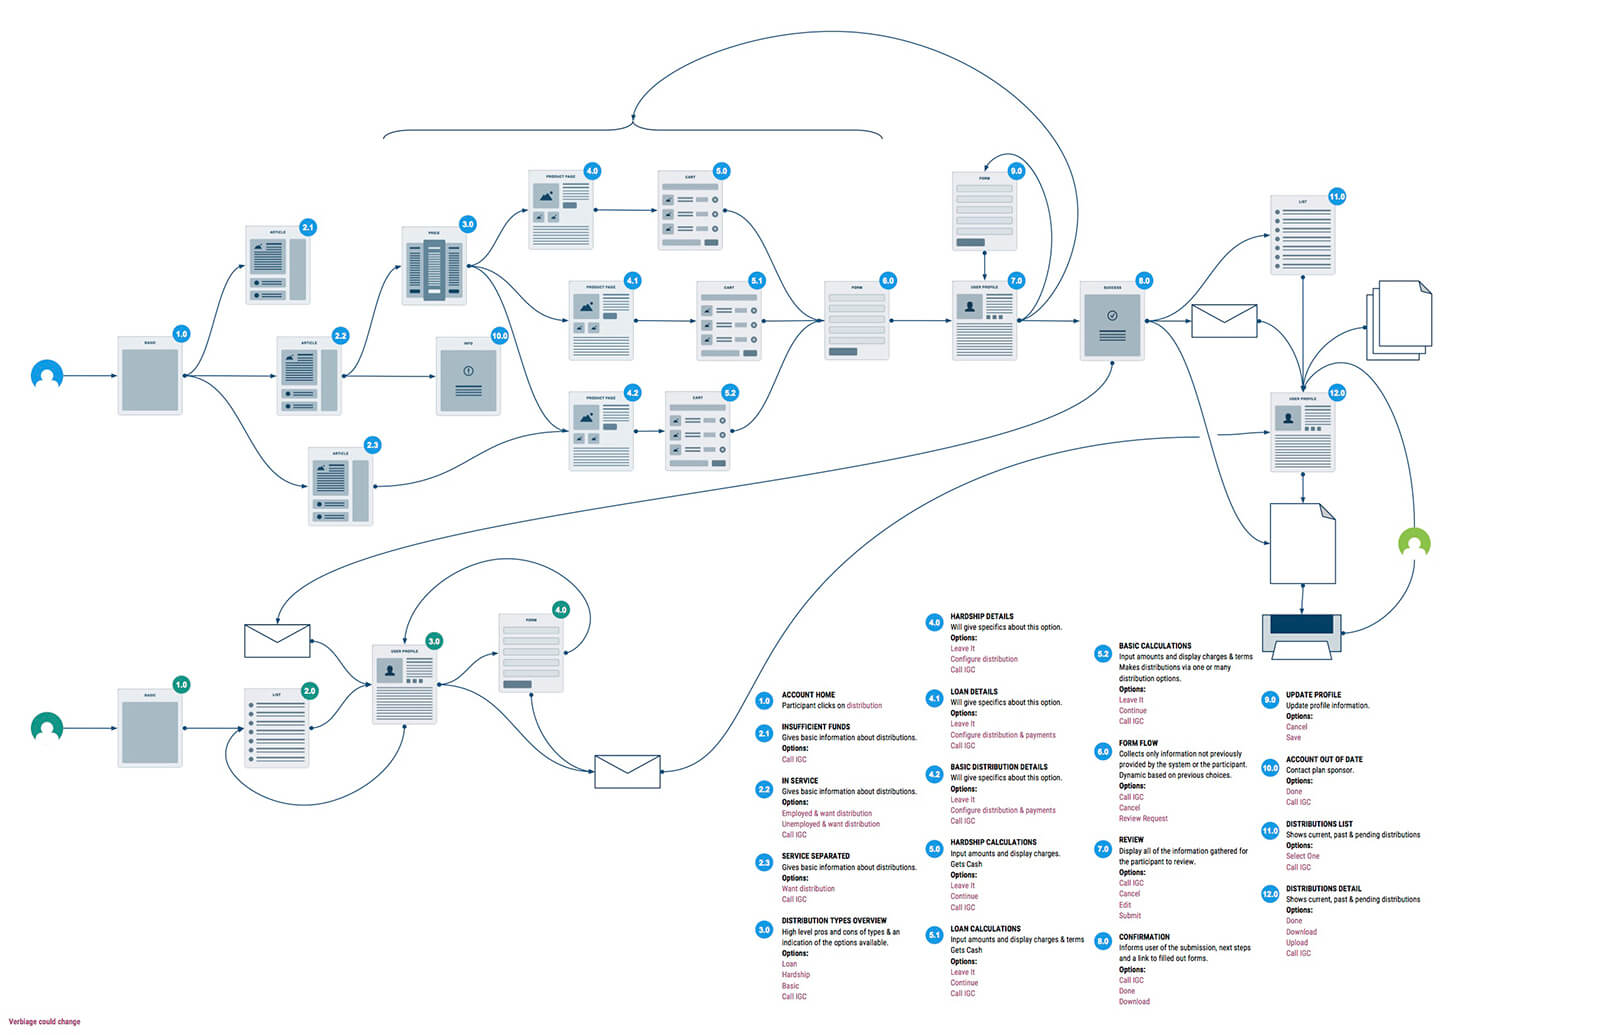 4.0
5.0
9.0
PRODUCT PAGE
CART
FORM
11.0
LIST
2.1
3.0
ARTICLE
PRICE
4.1
5.1
6.0
7.0
8.0
PRODUCT PAGE
CART
FORM
USER PROFILE
SUCCESS
1.0
2.2
10.0
BASIC
ARTICLE
INFO
4.2
5.2
12.0
PRODUCT PAGE
CART
USER PROFILE
2.3
ARTICLE
4.0
FORM
3.0
USER PROFILE
1.0
2.0
BASIC
LIST
1.0
ACCOUNT HOME
Participant clicks on distribution
2.1
INSUFFICIENT FUNDS
Gives basic information about distributions.
Options:
Call IGC
2.2
IN SERVICE
Gives basic information about distributions.
Options:
Employed & want distribution
Unemployed & want distribution
Call IGC
2.3
SERVICE SEPARATED
Gives basic information about distributions.
Options:
Want distribution
Call IGC
3.0
DISTRIBUTION TYPES OVERVIEW
High level pros and cons of types & an
indication of the options available.
Options:
Loan
Hardship
Basic
Call IGC
4.0
HARDSHIP DETAILS
Will give specifics about this option.
Options:
Leave It
Configure distribution
Call IGC
4.1
LOAN DETAILS
Will give specifics about this option.
Options:
Leave It
Configure distribution & payments
Call IGC
4.2
BASIC DISTRIBUTION DETAILS
Will give specifics about this option.
Options:
Leave It
Configure distribution & payments
Call IGC
5.0
HARDSHIP CALCULATIONS
Input amounts and display charges.
Gets Cash
Options:
Leave It
Continue
Call IGC
5.1
LOAN CALCULATIONS
Input amounts and display charges & terms
Gets Cash
Options:
Leave It
Continue
Call IGC
5.2
BASIC CALCULATIONS
Input amounts and display charges & terms
Makes distributions via one or many
distribution options.
Options:
Leave It
Continue
Call IGC
6.0
FORM FLOW
Collects only information not previously
provided by the system or the participant.
Dynamic based on previous choices.
Options:
Call IGC
Cancel
Review Request
7.0
REVIEW
Display all of the information gathered for
the participant to review.
Options:
Call IGC
Cancel
Edit
Submit
8.0
CONFIRMATION
Informs user of the submission, next steps
and a link to filled out forms.
Options:
Call IGC
Done
Download
9.0
UPDATE PROFILE
Update profile information.
Options:
Cancel
Save
10.0
ACCOUNT OUT OF DATE
Contact plan sponsor.
Options:
Done
Call IGC
11.0
DISTRIBUTIONS LIST
Shows current, past & pending distributions
Options:
Select One
Call IGC
12.0
DISTRIBUTIONS DETAIL
Shows current, past & pending distributions
Options:
Done
Download
Upload
Call IGC
Verbiage could change